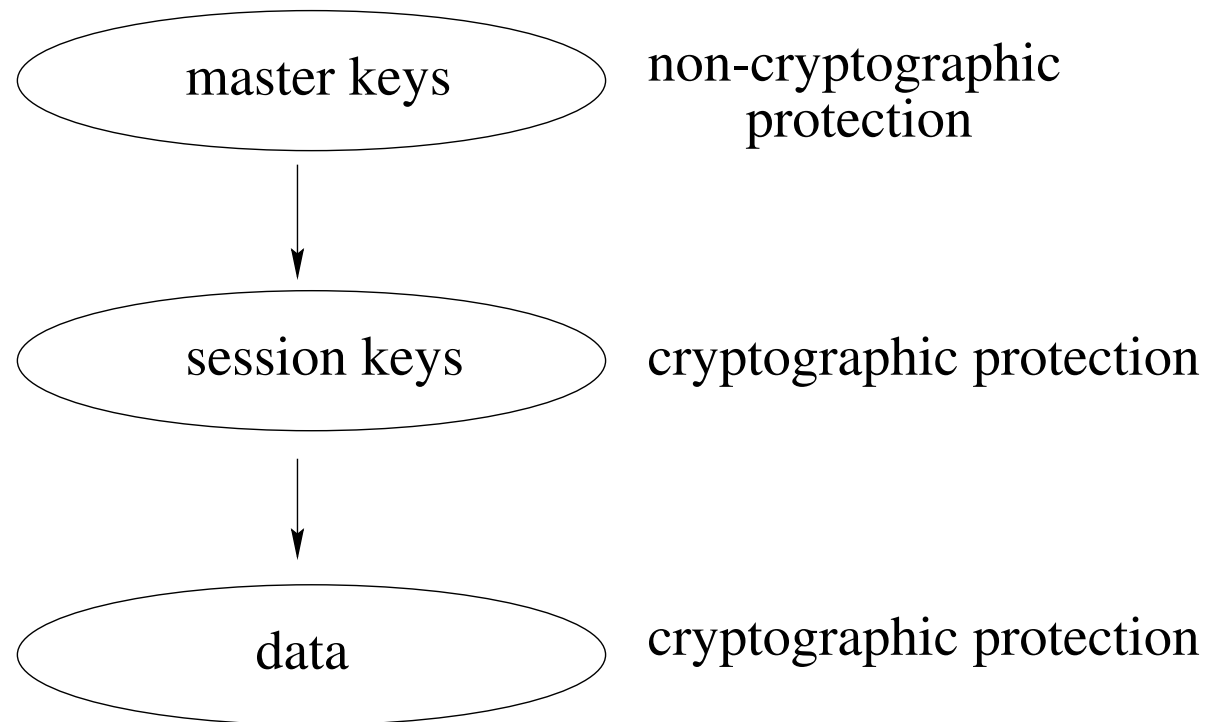 master keys
non-cryptographic
protection
session keys
cryptographic protection
data
cryptographic protection